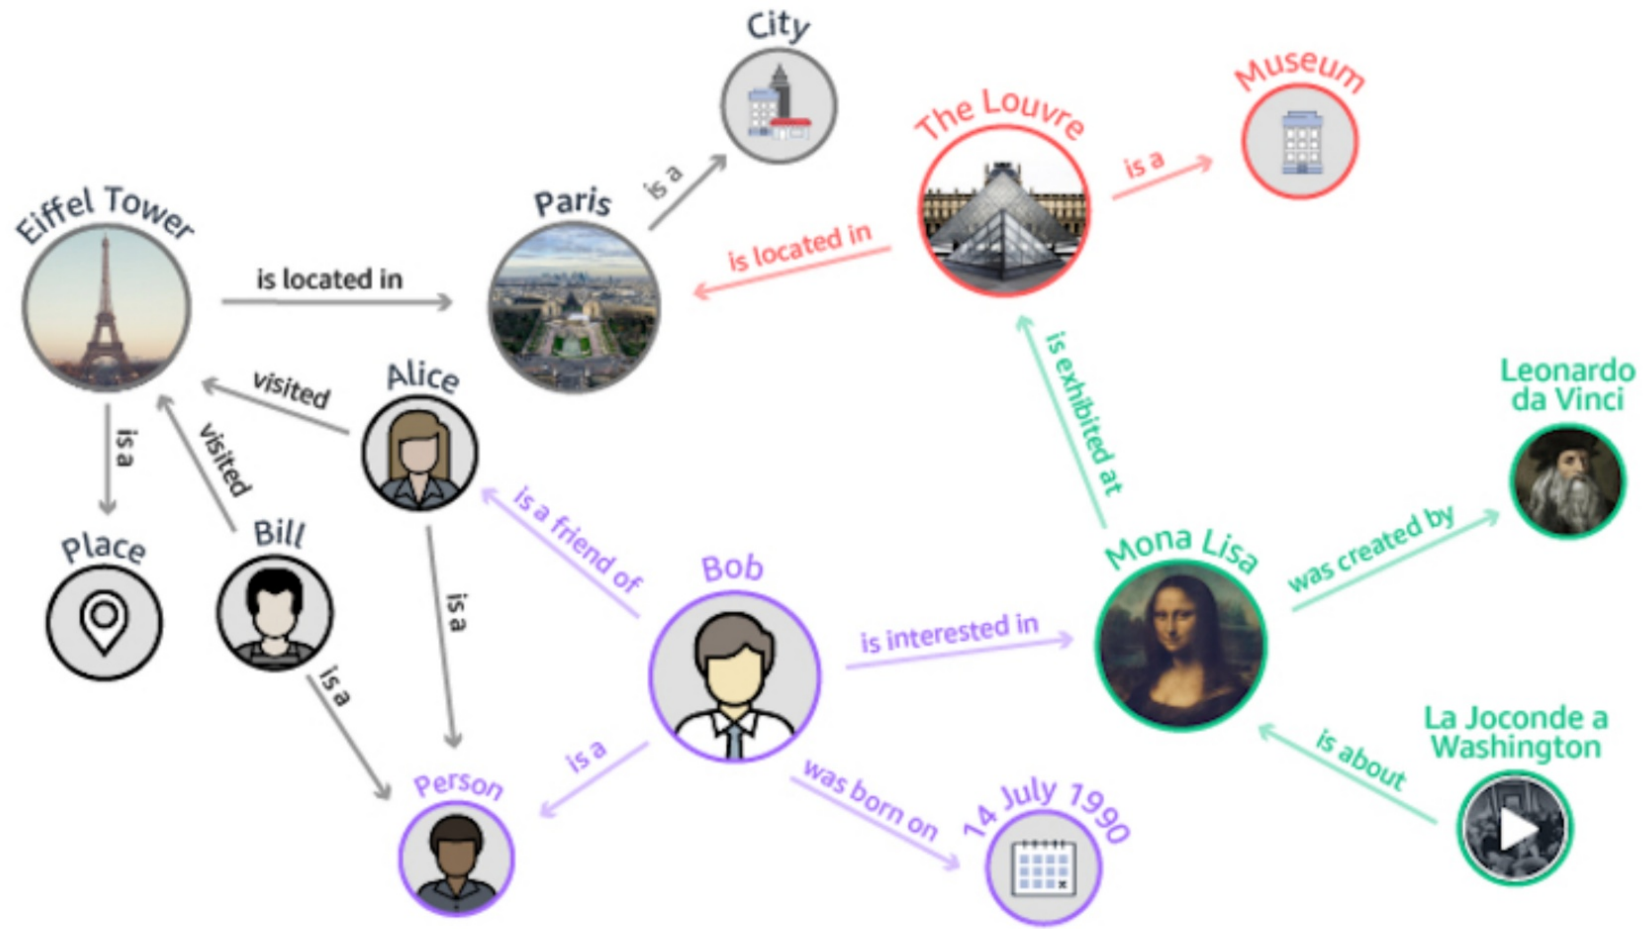 City
Museum
The Louvre
is a
is a
Paris
Eiffel Tower
is located in
is located in
Alice
visited
is exhibited at
Leonardo
da Vinci
is a
visited
is a friend of
was created by
Place
Bill
Bob
Mona Lisa
is a
is interested in
is a
La Joconde a
Washington
is about
Person
is a
was born on
14 July 1990